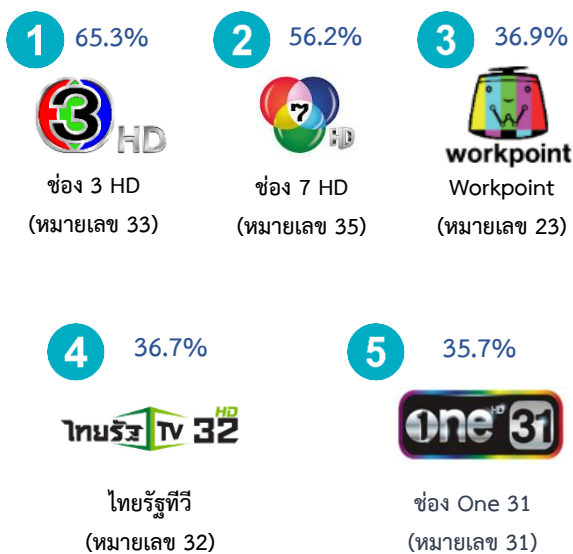 1 65.3%
2 56.2%
3 36.9%
3 HD
7 HD
workpoint
ช่อง 3 HD
(หมายเลข 33)
ช่อง 7 HD
(หมายเลข 35)
Workpoint
(หมายเลข 23)
4 36.7%
5 35.7%
ไทยรัฐ TV 32 HD
one HD 31
ไทยรัฐทีวี
(หมายเลข 32)
ช่อง One 31
(หมายเลข 31)